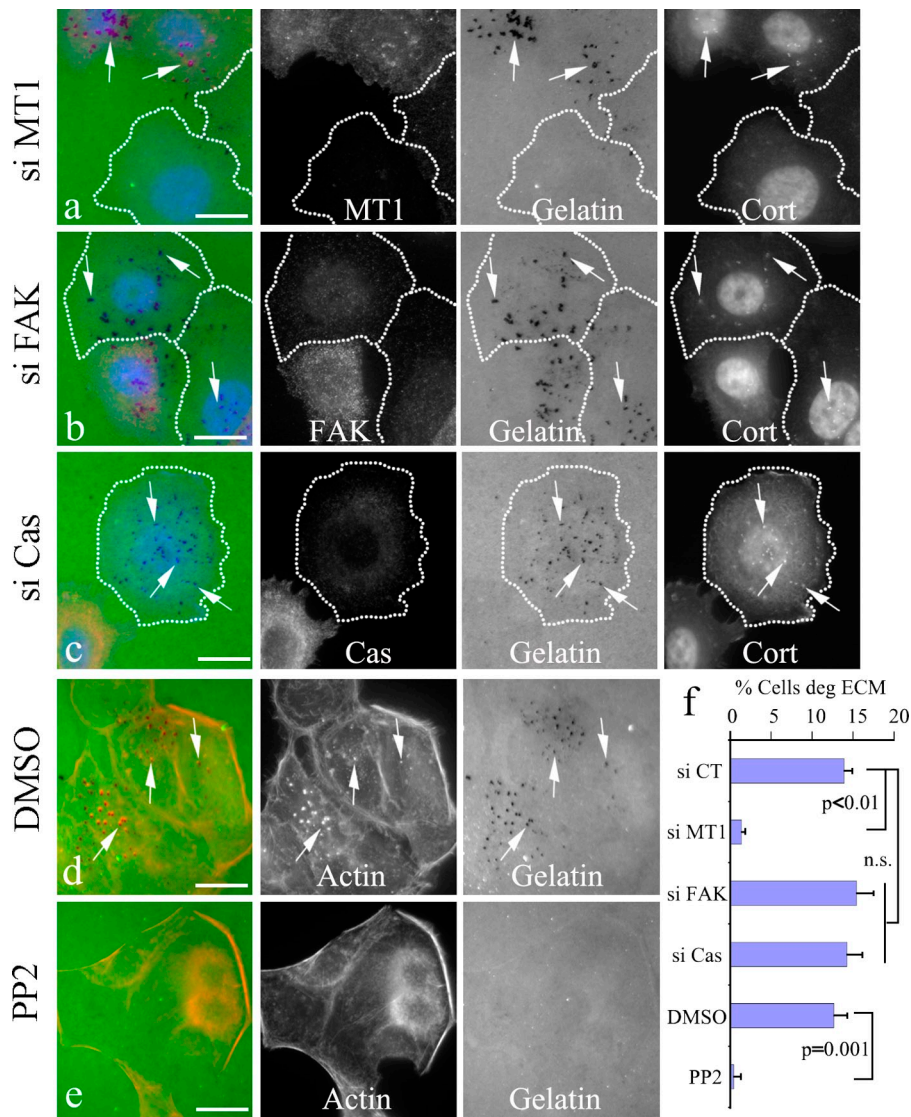 si MT1
a
MT1
Gelatin
Cort
si FAK
b
FAK
Gelatin
Cort
si Cas
c
Cas
Gelatin
Cort
DMSO
d
Actin
Gelatin
PP2
e
Actin
Gelatin
f
% Cells deg ECM
0 5 10 15 20
si CT
p<0.01
si MT1
n.s.
si FAK
si Cas
DMSO
p=0.001
PP2